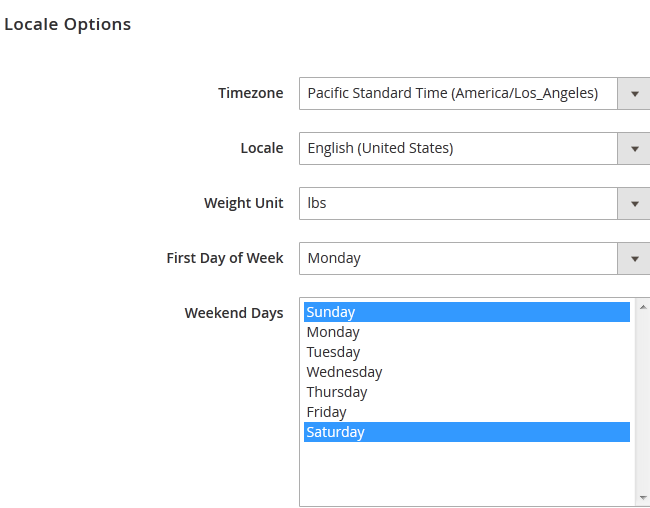 Locale Options
Timezone Pacific Standard Time (America/Los_Angeles)
Locale English (United States)
Weight Unit lbs
First Day of Week Monday
Weekend Days Sunday
Monday
Tuesday
Wednesday
Thursday
Friday
Saturday